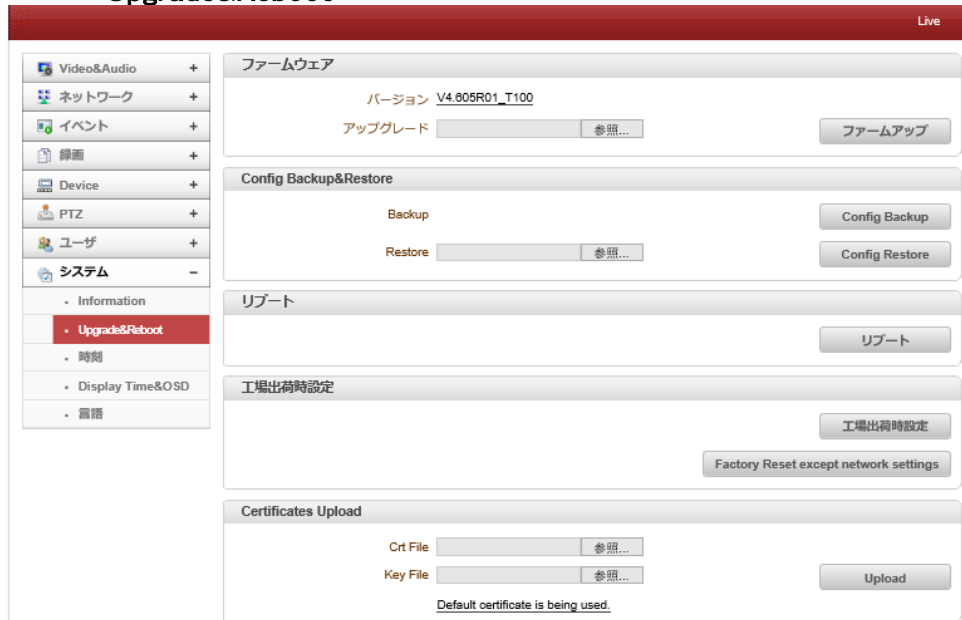 Upgrade&Reboot
Live
Video&Audio +
ネットワーク +
イベント +
録画 +
Device +
PTZ +
ユーザ +
システム −
Information
Upgrade&Reboot
時刻
Display Time&OSD
言語
ファームウェア
バージョン V4.605R01_T100
アップグレード 参照... ファームアップ
Config Backup&Restore
Backup Config Backup
Restore 参照... Config Restore
リブート
リブート
工場出荷時設定
工場出荷時設定
Factory Reset except network settings
Certificates Upload
Crt File 参照...
Key File 参照... Upload
Default certificate is being used.